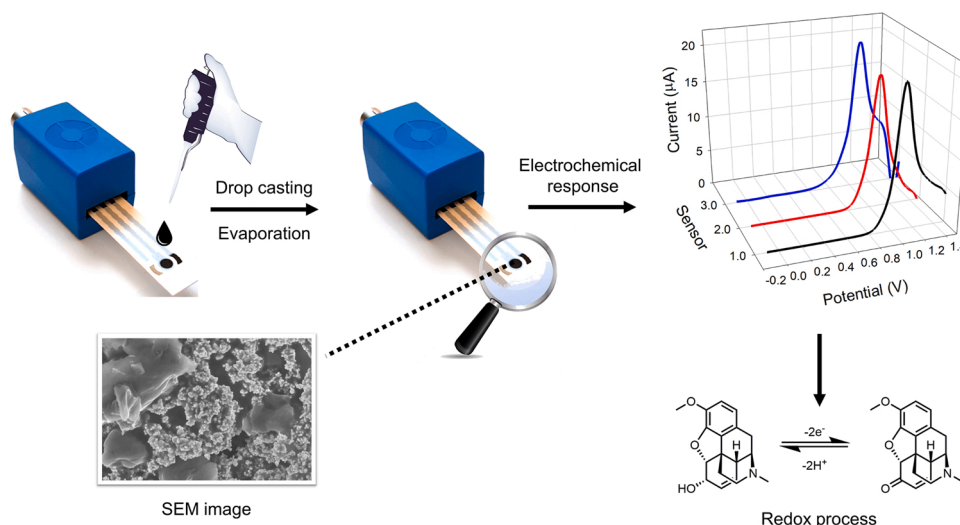 Drop casting
Evaporation
Electrochemical
response
Current (µA)
20
15
10
5
0
Sensor
3.0
2.0
1.0
-0.2
0.0
0.2
0.4
0.6
0.8
1.0
1.2
1.4
Potential (V)
SEM image
O
O
H
N
HO
-2e⁻
-2H⁺
O
O
H
N
O
Redox process